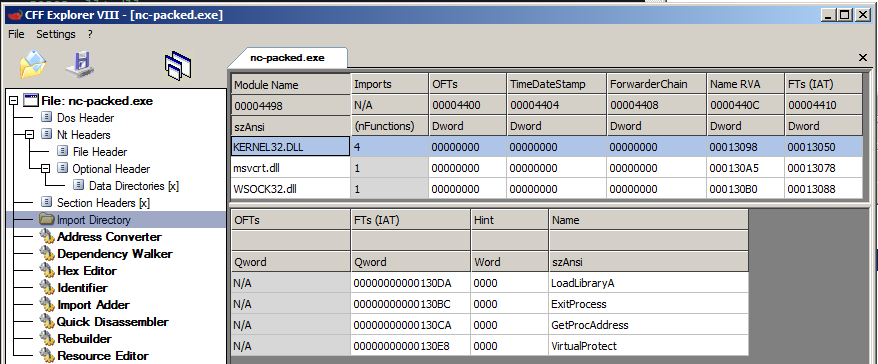 CFF Explorer VIII - [nc-packed.exe]
File Settings ?
nc-packed.exe
File: nc-packed.exe
Dos Header
Nt Headers
File Header
Optional Header
Data Directories [x]
Section Headers [x]
Import Directory
Address Converter
Dependency Walker
Hex Editor
Identifier
Import Adder
Quick Disassembler
Rebuilder
Resource Editor
Module Name Imports OFTs TimeDateStamp ForwarderChain Name RVA FTs (IAT)
00004498 N/A 00004400 00004404 00004408 0000440C 00004410
szAnsi (nFunctions) Dword Dword Dword Dword Dword
KERNEL32.DLL 4 00000000 00000000 00000000 00013098 00013050
msvcrt.dll 1 00000000 00000000 00000000 000130A5 00013078
WSOCK32.dll 1 00000000 00000000 00000000 000130B0 00013088
OFTs FTs (IAT) Hint Name
Qword Qword Word szAnsi
N/A 00000000000130DA 0000 LoadLibraryA
N/A 00000000000130BC 0000 ExitProcess
N/A 00000000000130CA 0000 GetProcAddress
N/A 00000000000130E8 0000 VirtualProtect